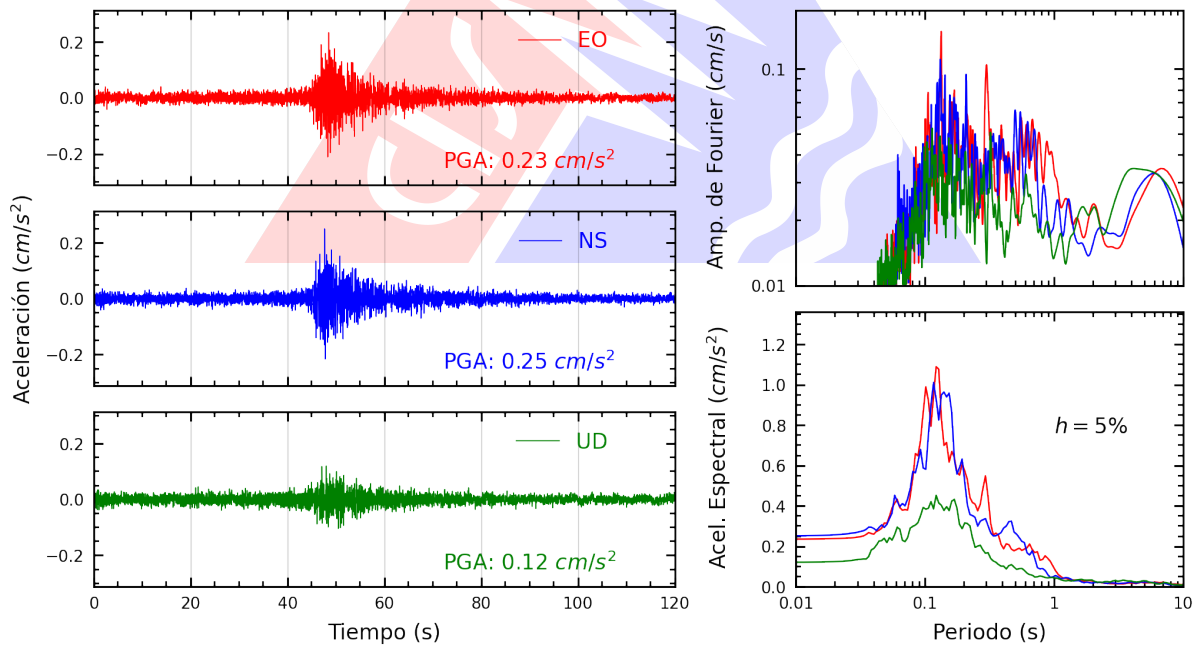 Aceleración (cm/s²)
0.2
0.0
−0.2
EO
PGA: 0.23 cm/s²
0.2
0.0
−0.2
NS
PGA: 0.25 cm/s²
0.2
0.0
−0.2
UD
PGA: 0.12 cm/s²
0 20 40 60 80 100 120
Tiempo (s)
Amp. de Fourier (cm/s)
0.1
0.01
Acel. Espectral (cm/s²)
1.2
1.0
0.8
0.6
0.4
0.2
0.0
h = 5%
0.01 0.1 1 10
Periodo (s)